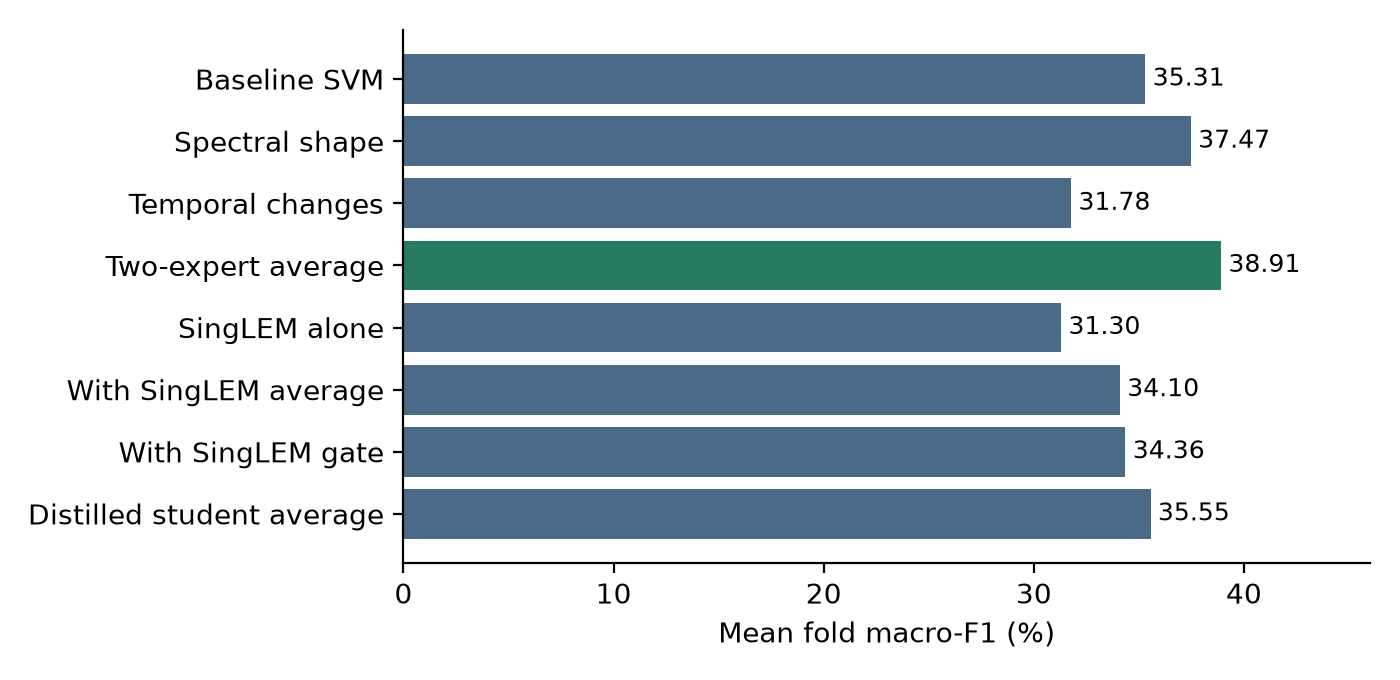 Baseline SVM 35.31
Spectral shape 37.47
Temporal changes 31.78
Two-expert average 38.91
SingLEM alone 31.30
With SingLEM average 34.10
With SingLEM gate 34.36
Distilled student average 35.55
0 10 20 30 40
Mean fold macro-F1 (%)